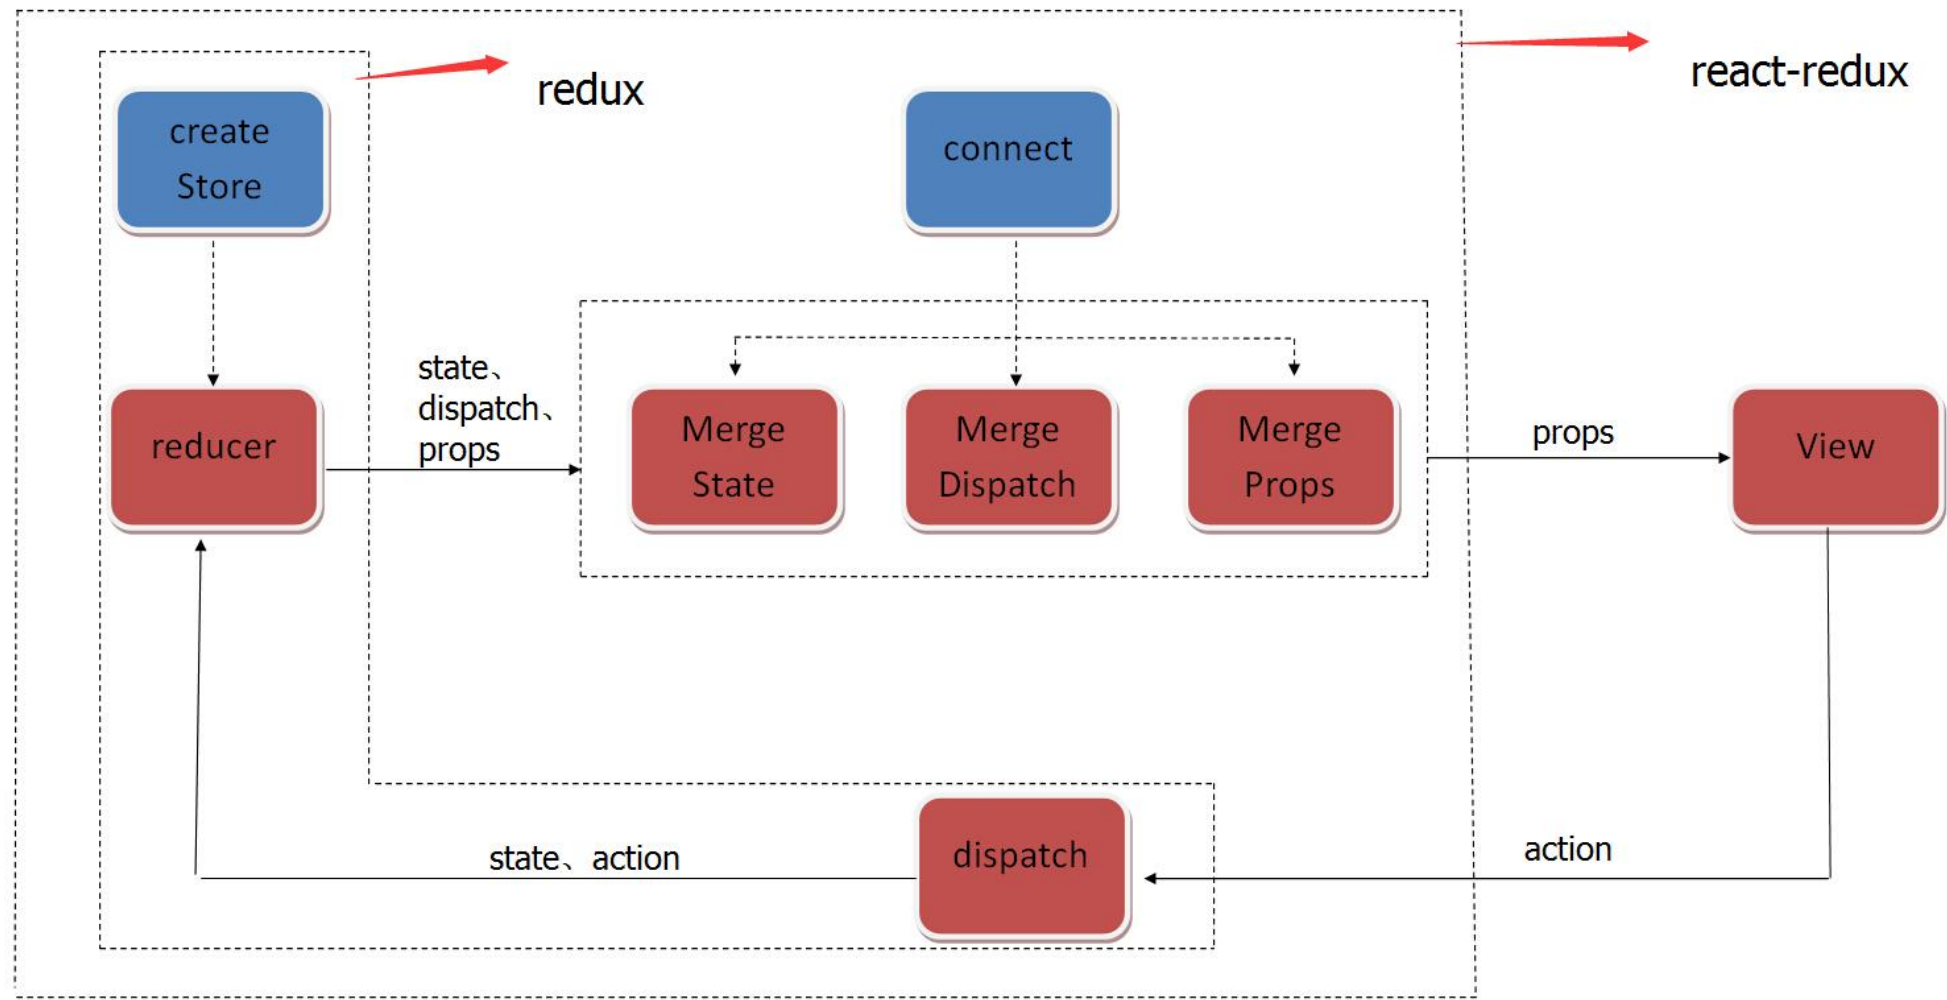 redux
react-redux
create
Store
connect
state、
dispatch、
props
reducer
Merge
State
Merge
Dispatch
Merge
Props
props
View
state、action
dispatch
action